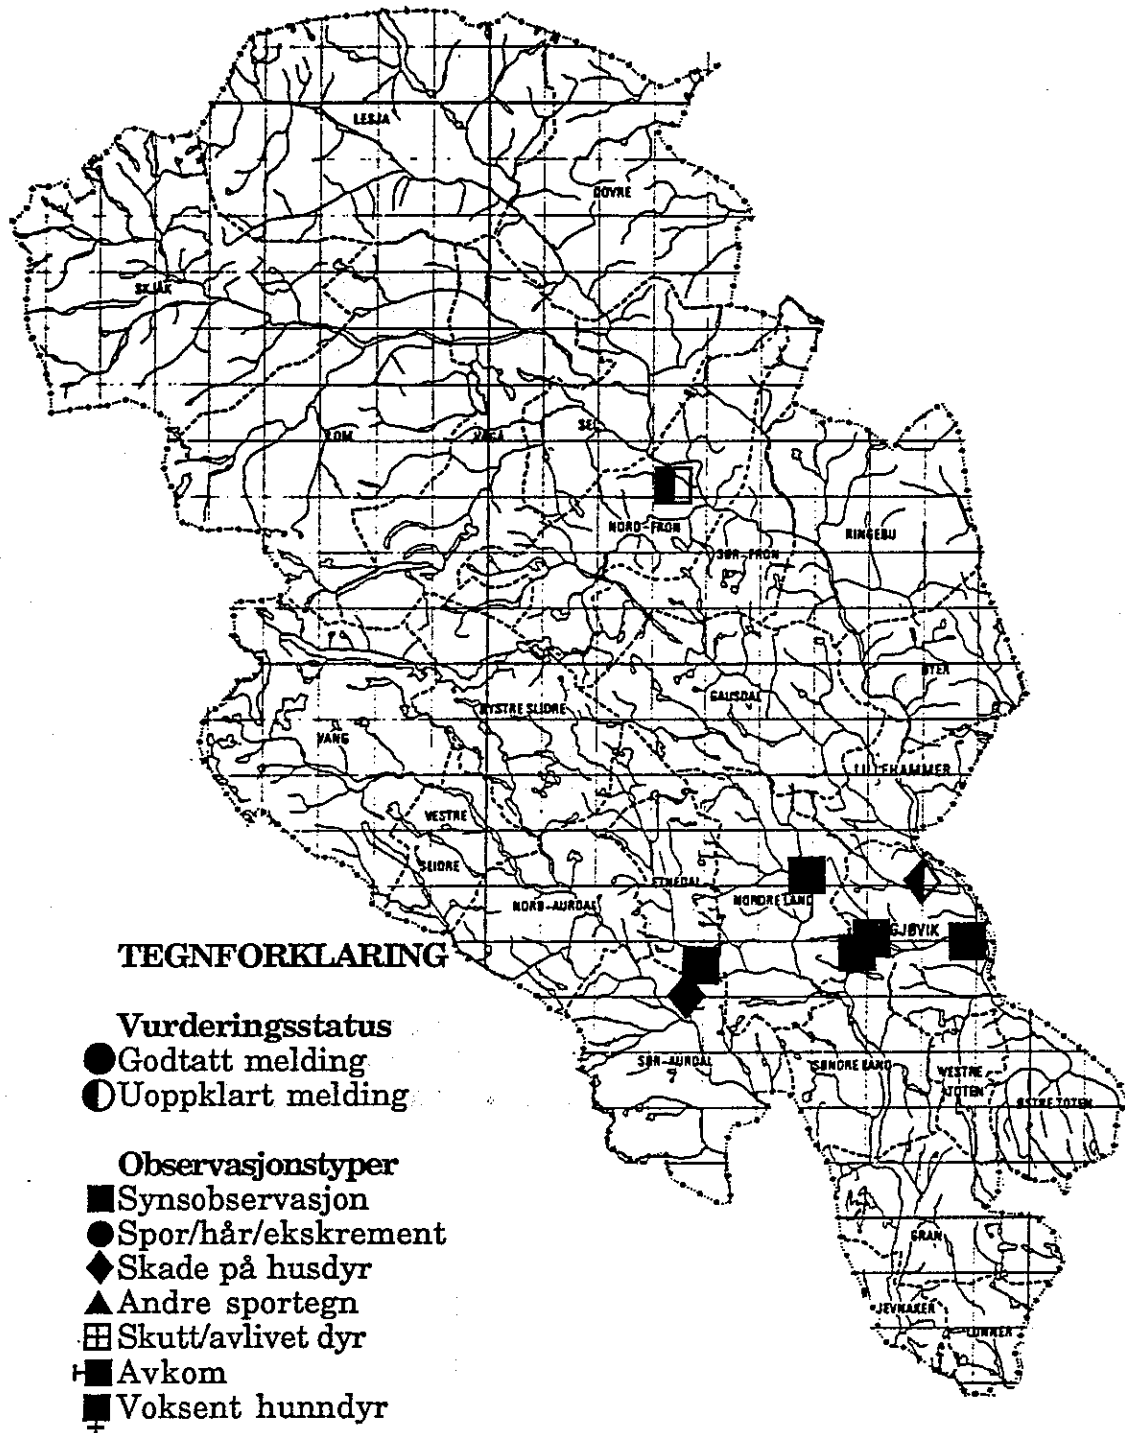 LESJA
DOVRE
SKJÅK
LOM
VÅGÅ
SEL
NORD-FRON
SØR-FRON
RINGEBU
ØYER
GAUSDAL
ØYSTRE SLIDRE
VANG
LILLEHAMMER
VESTRE
SLIDRE
ETNEDAL
NORD-AURDAL
NORDRE LAND
GJØVIK
SØR-AURDAL
SØNDRE LAND
VESTRE
TOTEN
ØSTRE TOTEN
GRAN
JEVNAKER
LUNNER
TEGNFORKLARING
Vurderingsstatus
Godtatt melding
Uoppklart melding
Observasjonstyper
Synsobservasjon
Spor/hår/ekskrement
Skade på husdyr
Andre sportegn
Skutt/avlivet dyr
Avkom
Voksent hunndyr